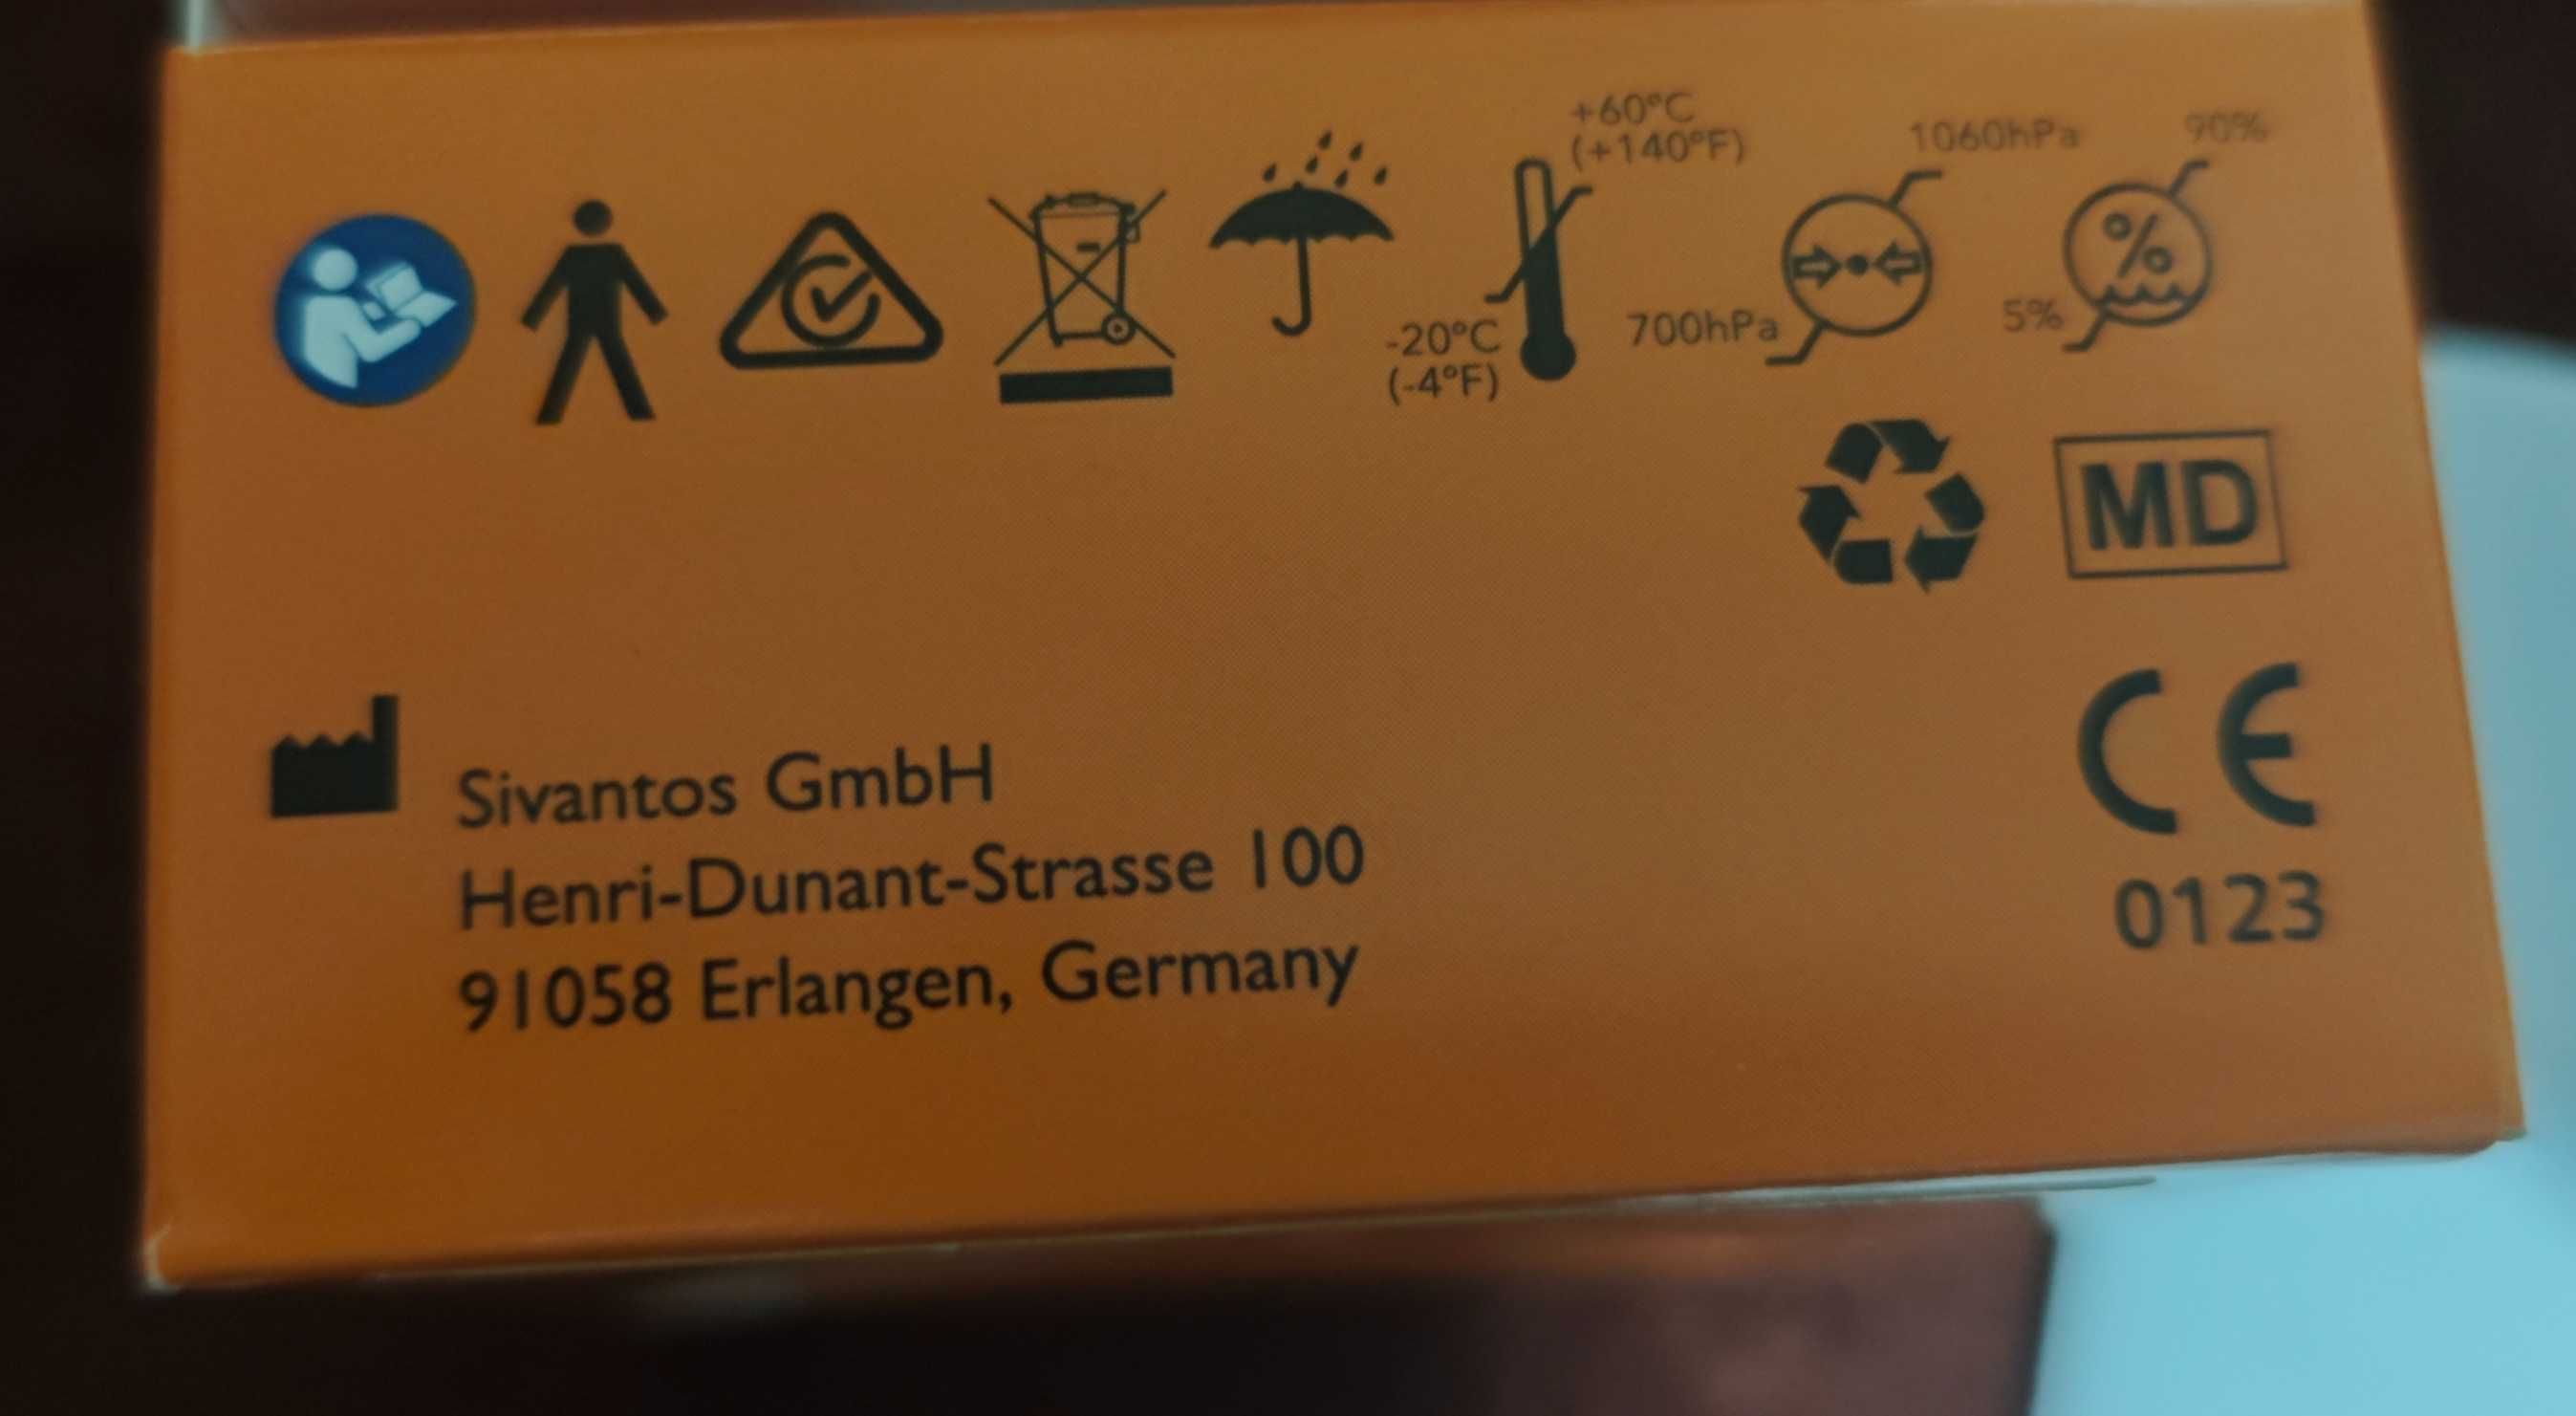 +60°C
(+140°F)
-20°C
(-4°F)
1060hPa
700hPa
90%
5%
%
MD
CE
0123
Sivantos GmbH
Henri-Dunant-Strasse 100
91058 Erlangen, Germany